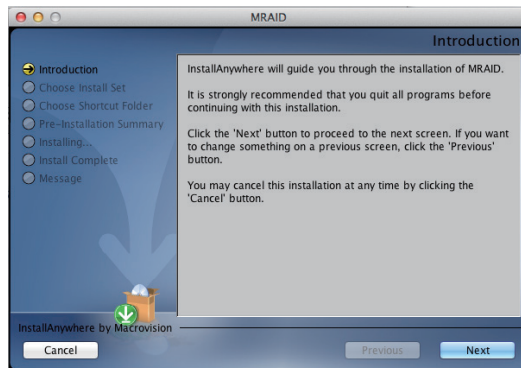 MRAID
Introduction
Introduction
Choose Install Set
Choose Shortcut Folder
Pre-Installation Summary
Installing...
Install Complete
Message
InstallAnywhere will guide you through the installation of MRAID.
It is strongly recommended that you quit all programs before
continuing with this installation.
Click the 'Next' button to proceed to the next screen. If you want
to change something on a previous screen, click the 'Previous'
button.
You may cancel this installation at any time by clicking the
'Cancel' button.
InstallAnywhere by Macrovision
Cancel
Previous
Next